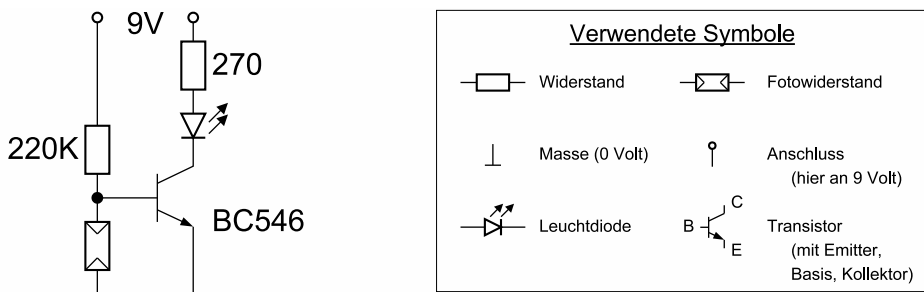 9V
270
220K
BC546
Verwendete Symbole
Widerstand
Fotowiderstand
Masse (0 Volt)
Anschluss
(hier an 9 Volt)
Leuchtdiode
B
C
E
Transistor
(mit Emitter,
Basis, Kollektor)